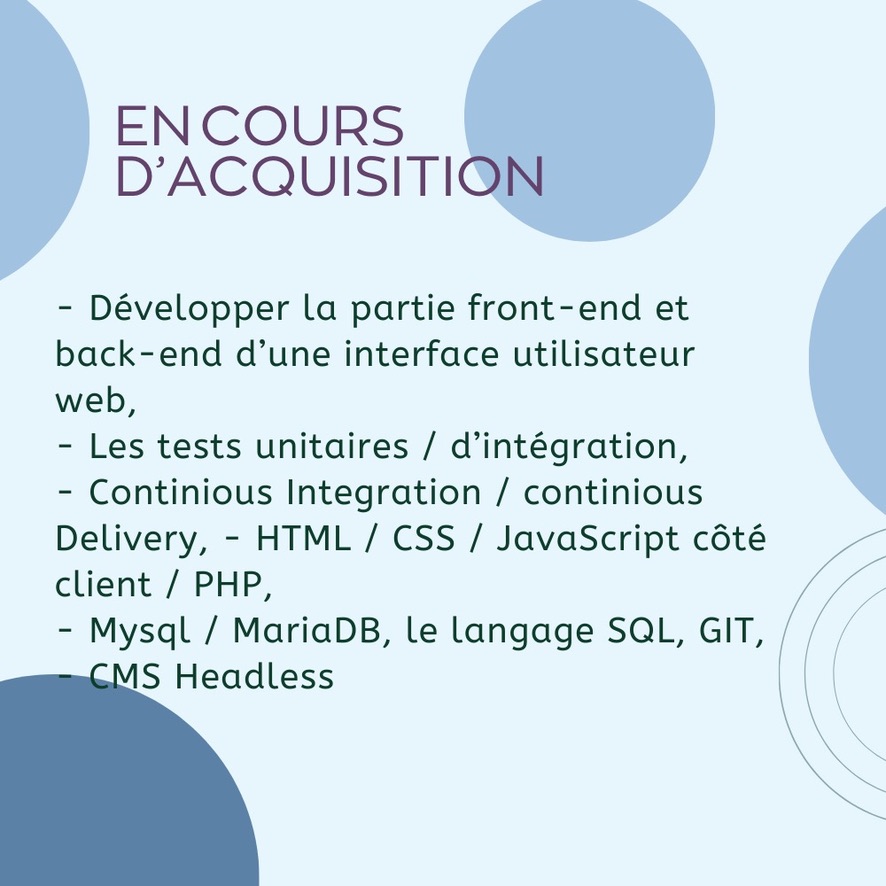 EN COURS
D’ACQUISITION
- Développer la partie front-end et
back-end d’une interface utilisateur
web,
- Les tests unitaires / d’intégration,
- Continious Integration / continious
Delivery, - HTML / CSS / JavaScript côté
client / PHP,
- Mysql / MariaDB, le langage SQL, GIT,
- CMS Headless